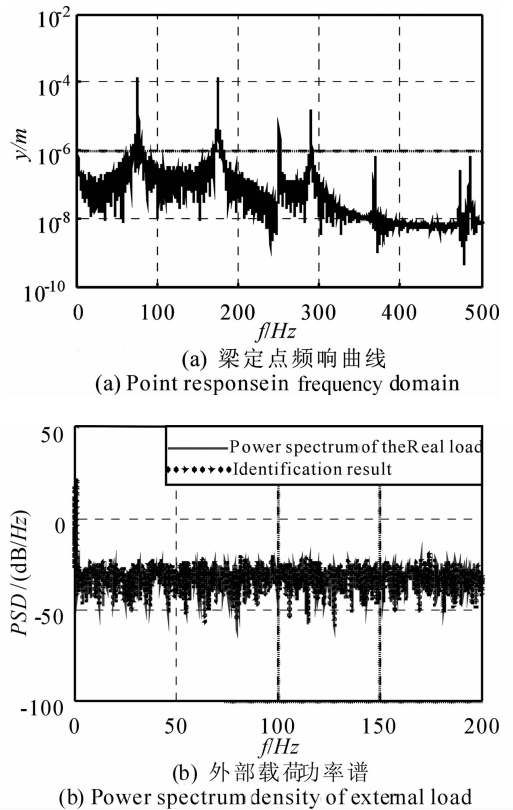 10-2
10-4
10-6
10-8
10-10
y/m
0 100 200 300 400 500
f/Hz
(a) 梁定点频响曲线
(a) Point responsein frequency domain
50
0
-50
-100
PSD/(dB/Hz)
Power spectrum of theReal load
Identification result
0 50 100 150 200
f/Hz
(b) 外部载荷功率谱
(b) Power spectrum density of external load